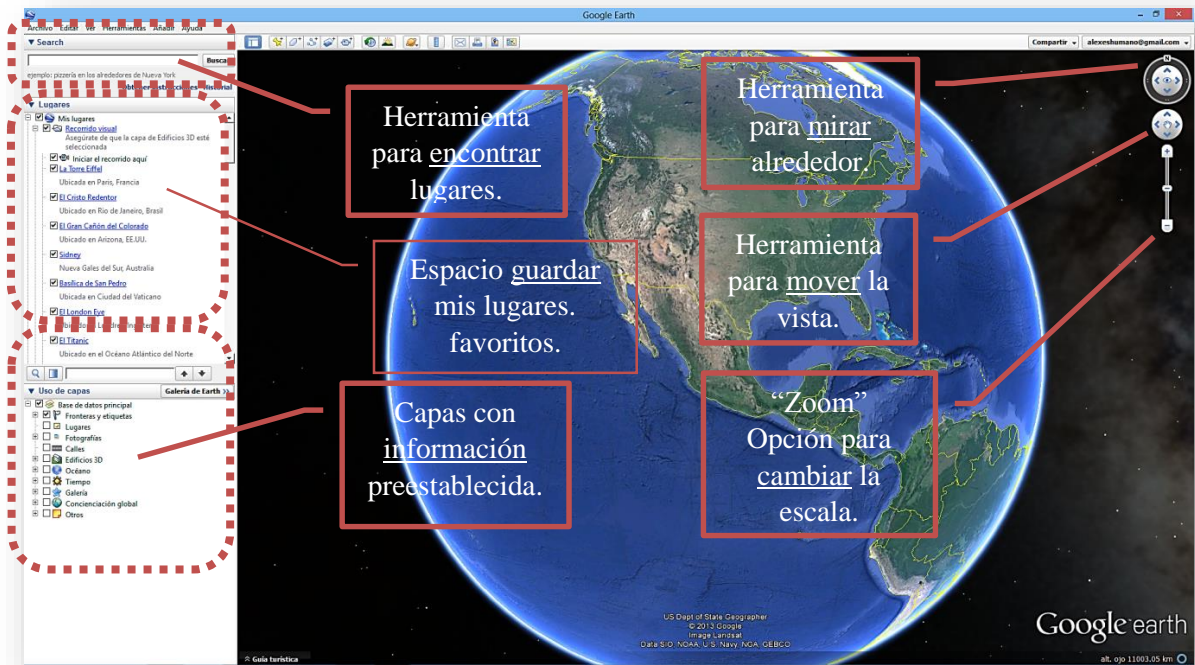 Google Earth
Archivo Editar Ver Herramientas Añadir Ayuda
Search
Buscar
ejemplo: pizzería en los alrededores de Nueva York
Historial
Lugares
Mis lugares
Recorrido visual
Asegúrate de que la capa de Edificios 3D esté
seleccionada
Iniciar el recorrido aquí
La Torre Eiffel
Ubicada en Paris, Francia
El Cristo Redentor
Ubicado en Rio de Janeiro, Brasil
El Gran Cañón del Colorado
Ubicado en Arizona, EE.UU.
Sidney
Nueva Gales del Sur, Australia
Basílica de San Pedro
Ubicada en Ciudad del Vaticano
El London Eye
El Titanic
Ubicado en el Océano Atlántico del Norte
Uso de capas
Galería de Earth >>
Base de datos principal
Fronteras y etiquetas
Lugares
Fotografías
Calles
Edificios 3D
Océano
Tiempo
Galería
Concienciación global
Otros
Compartir
alexeshumano@gmail.com
N
Herramienta
para encontrar
lugares.
Espacio guardar
mis lugares.
favoritos.
Capas con
información
preestablecida.
Herramienta
para mirar
alrededor.
Herramienta
para mover la
vista.
“Zoom”
Opción para
cambiar la
escala.
US Dept of State Geographer
© 2013 Google
Image Landsat
Data SIO, NOAA, U.S. Navy, NGA, GEBCO
Google earth
Guía turística
alt. ojo 11003,05 km